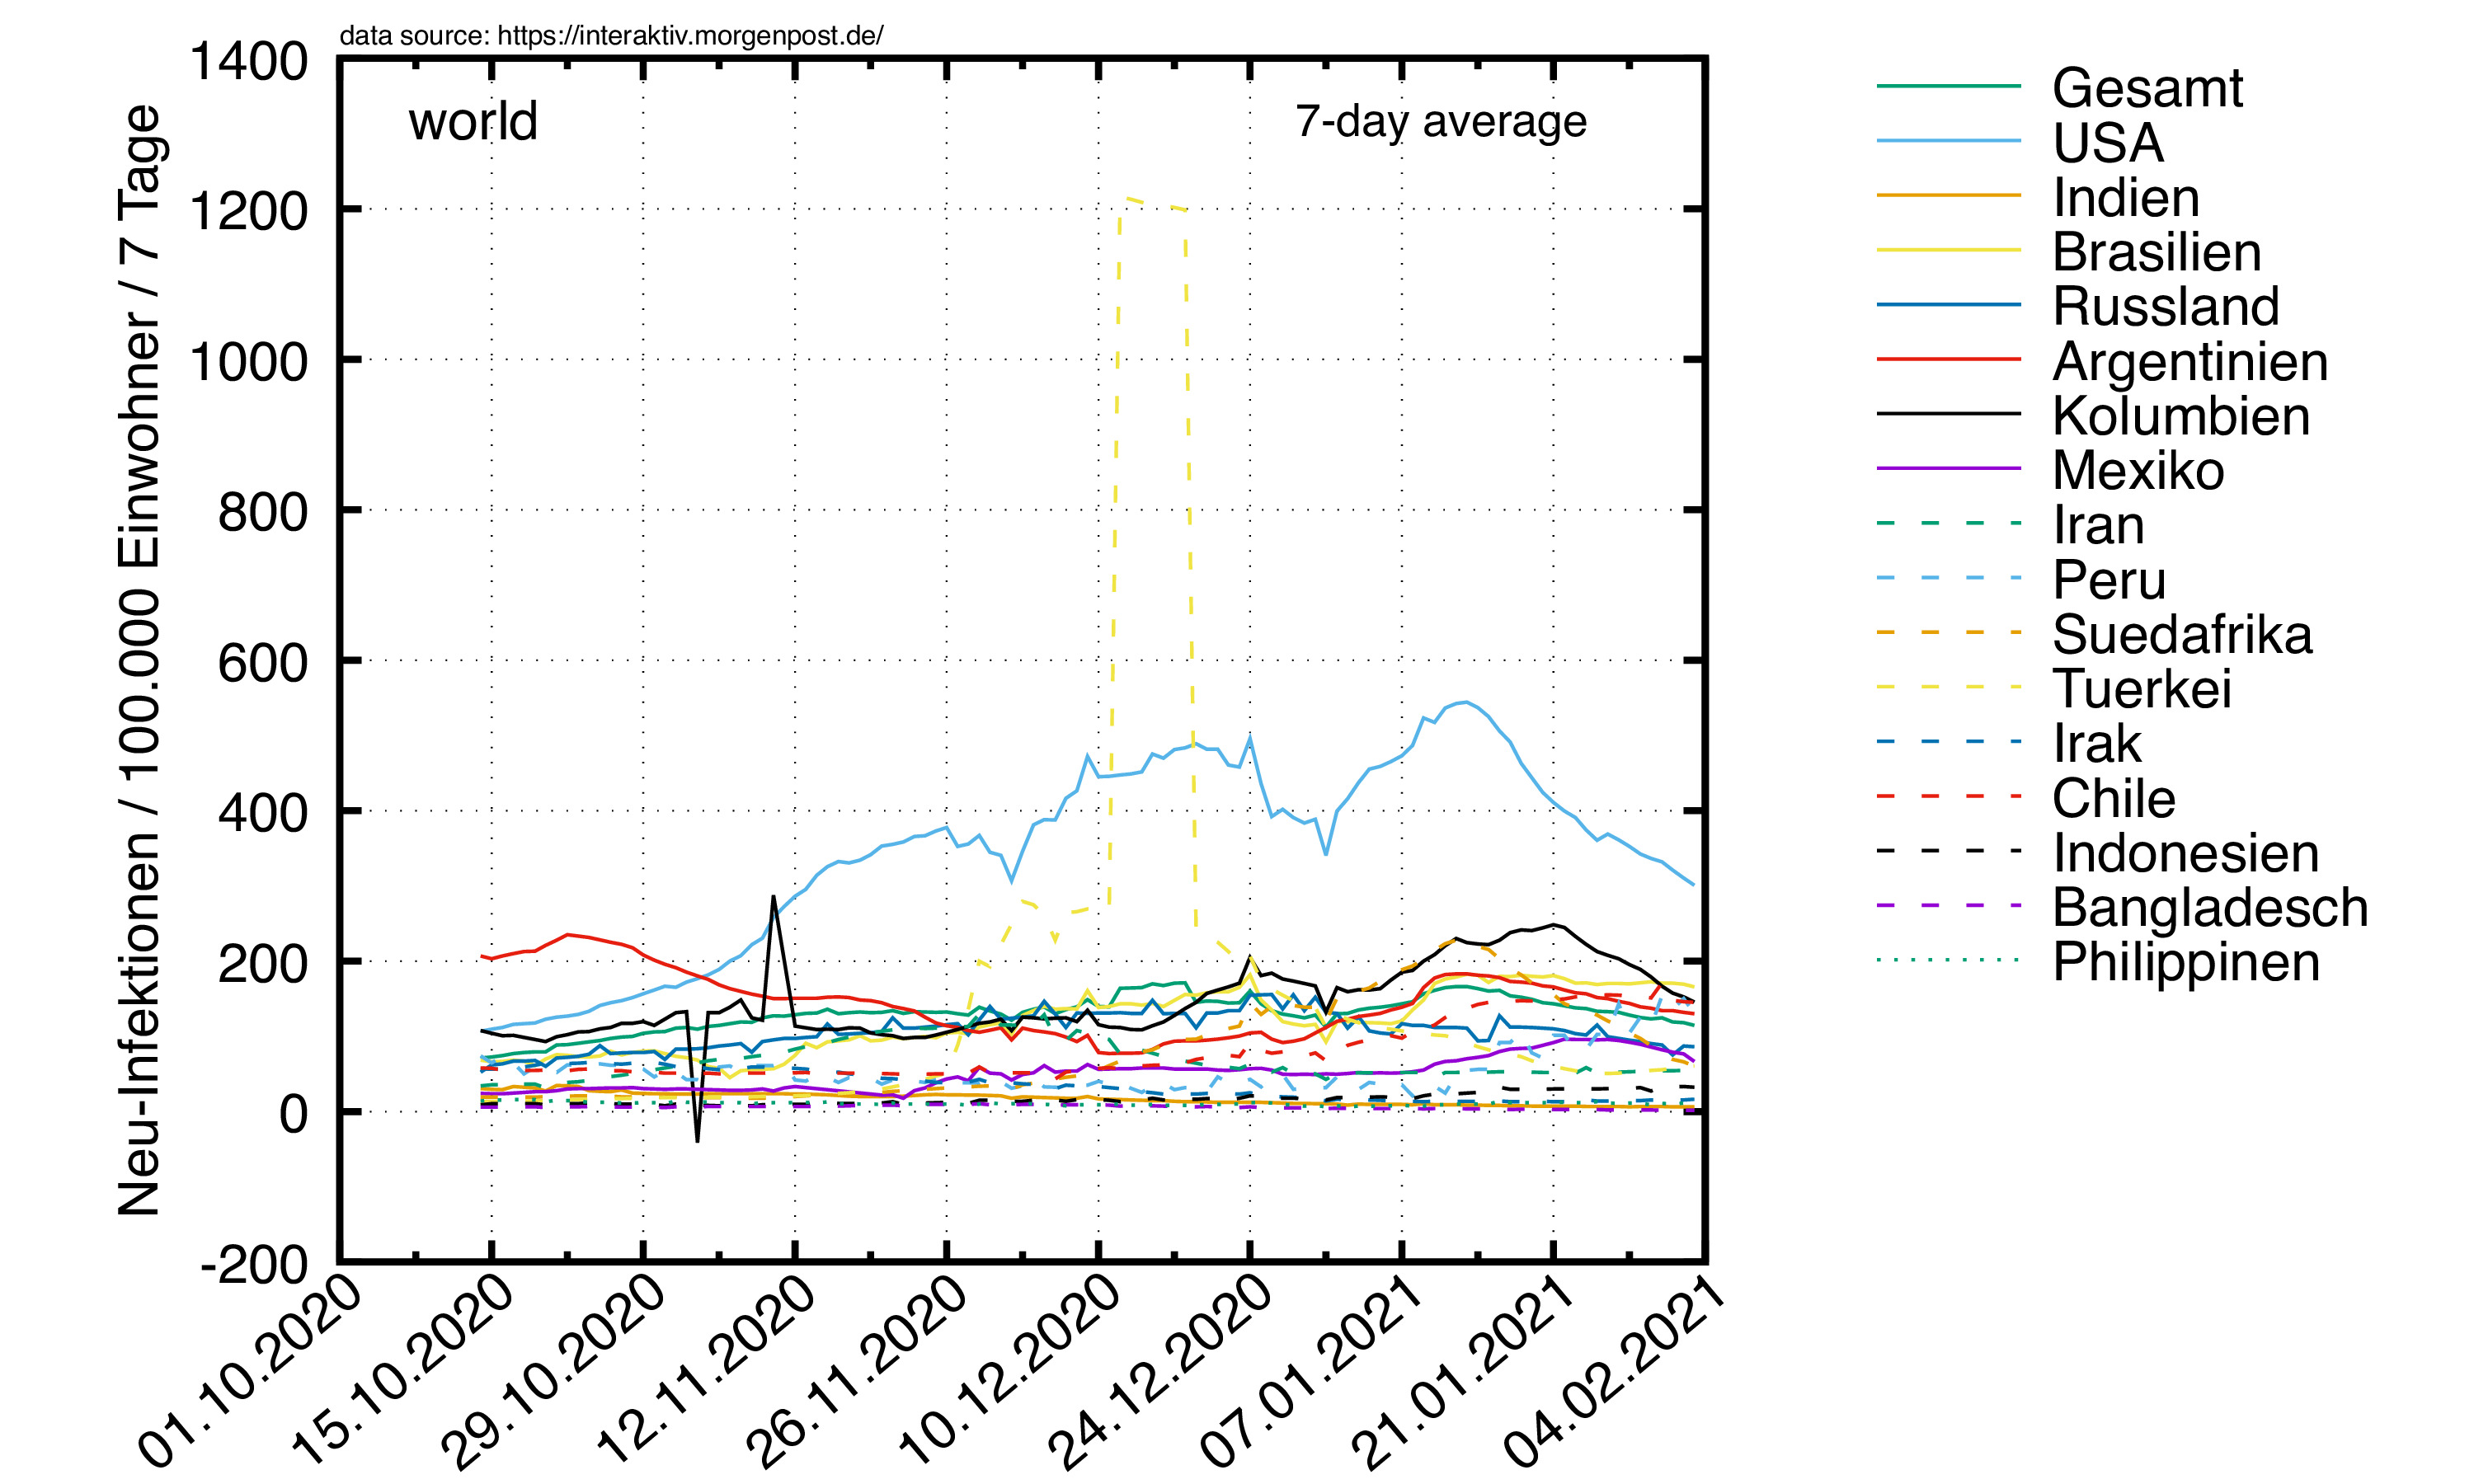 data source: https://interaktiv.morgenpost.de/
world
7-day average
Neu-Infektionen / 100.000 Einwohner / 7 Tage
1400
1200
1000
800
600
400
200
0
-200
01.10.2020
15.10.2020
29.10.2020
12.11.2020
26.11.2020
10.12.2020
24.12.2020
07.01.2021
21.01.2021
04.02.2021
Gesamt
USA
Indien
Brasilien
Russland
Argentinien
Kolumbien
Mexiko
Iran
Peru
Suedafrika
Tuerkei
Irak
Chile
Indonesien
Bangladesch
Philippinen